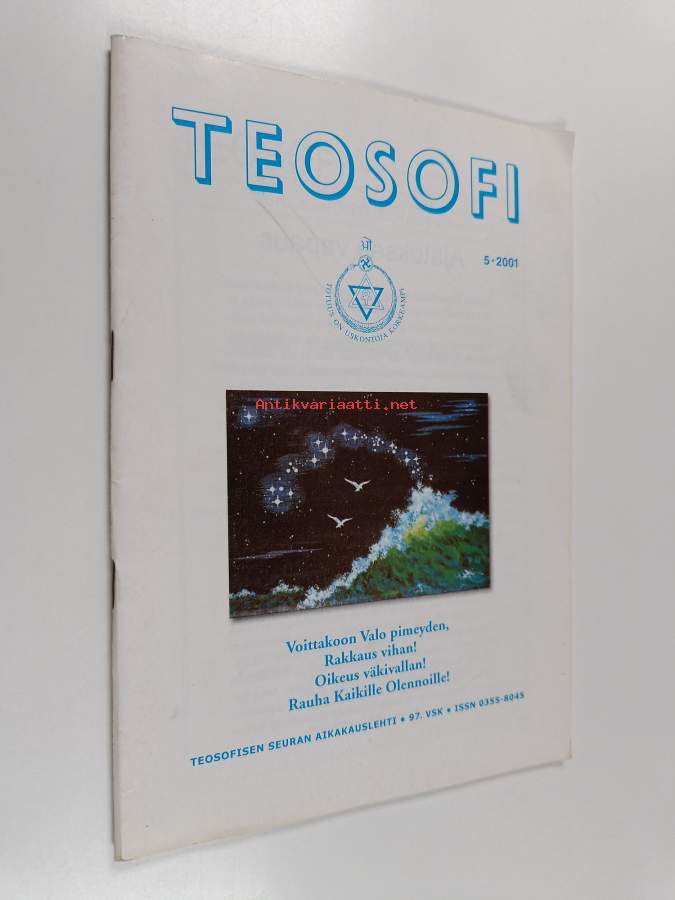 TEOSOFI
5 • 2001
ओं
TOTUUS ON USKONTOJA KORKEAMPI
Antikvariaatti.net
Voittakoon Valo pimeyden,
Rakkaus vihan!
Oikeus väkivallan!
Rauha Kaikille Olennoille!
TEOSOFISEN SEURAN AIKAKAUSLEHTI • 97. VSK • ISSN 0355-8045